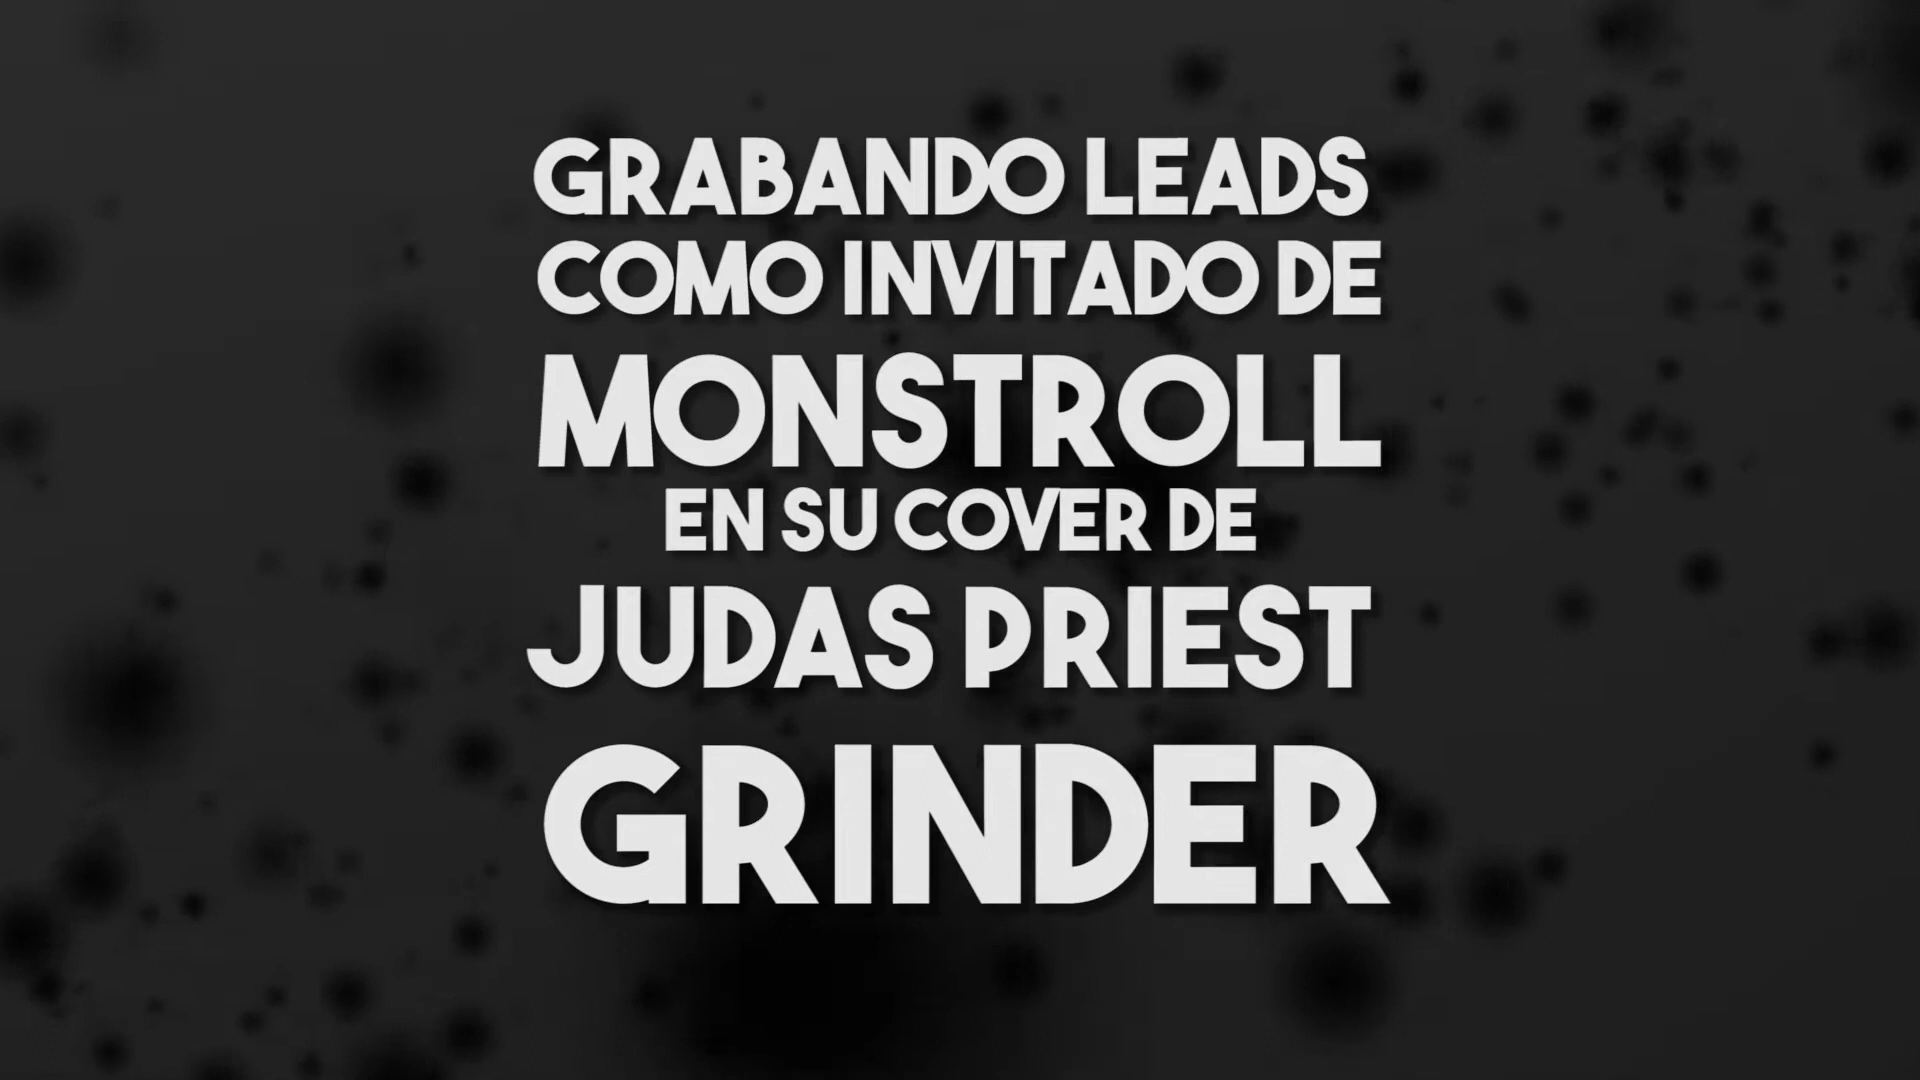 GRABANDO LEADS
COMO INVITADO DE
MONSTROLL
EN SU COVER DE
JUDAS PRIEST
GRINDER